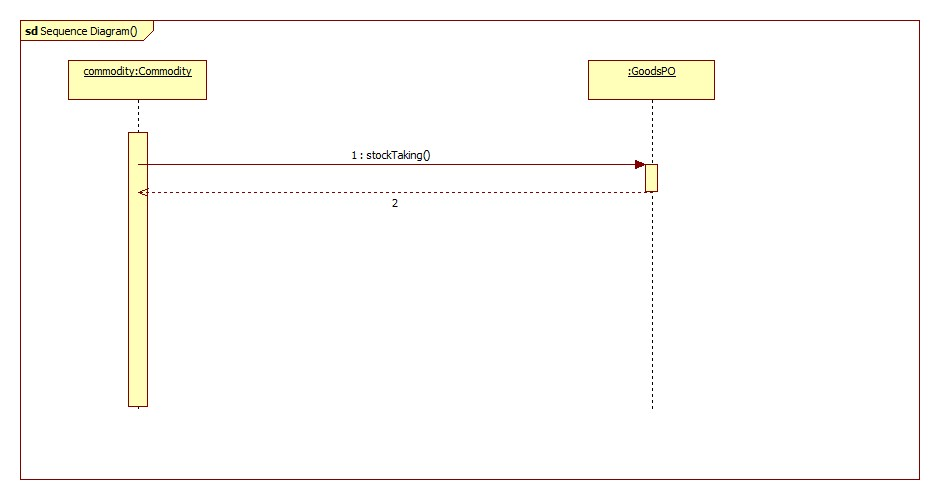 sd Sequence Diagram()
commodity:Commodity
:GoodsPO
1 : stockTaking()
2